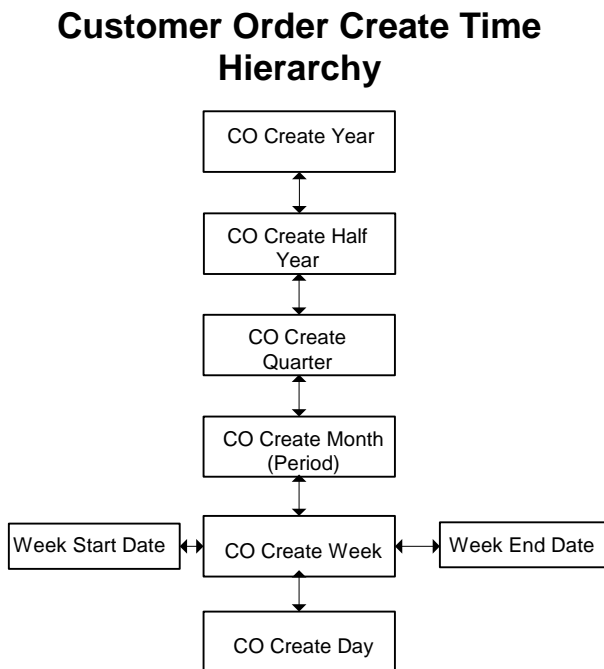 Customer Order Create Time
Hierarchy
CO Create Year
CO Create Half
Year
CO Create
Quarter
CO Create Month
(Period)
Week Start Date
CO Create Week
Week End Date
CO Create Day